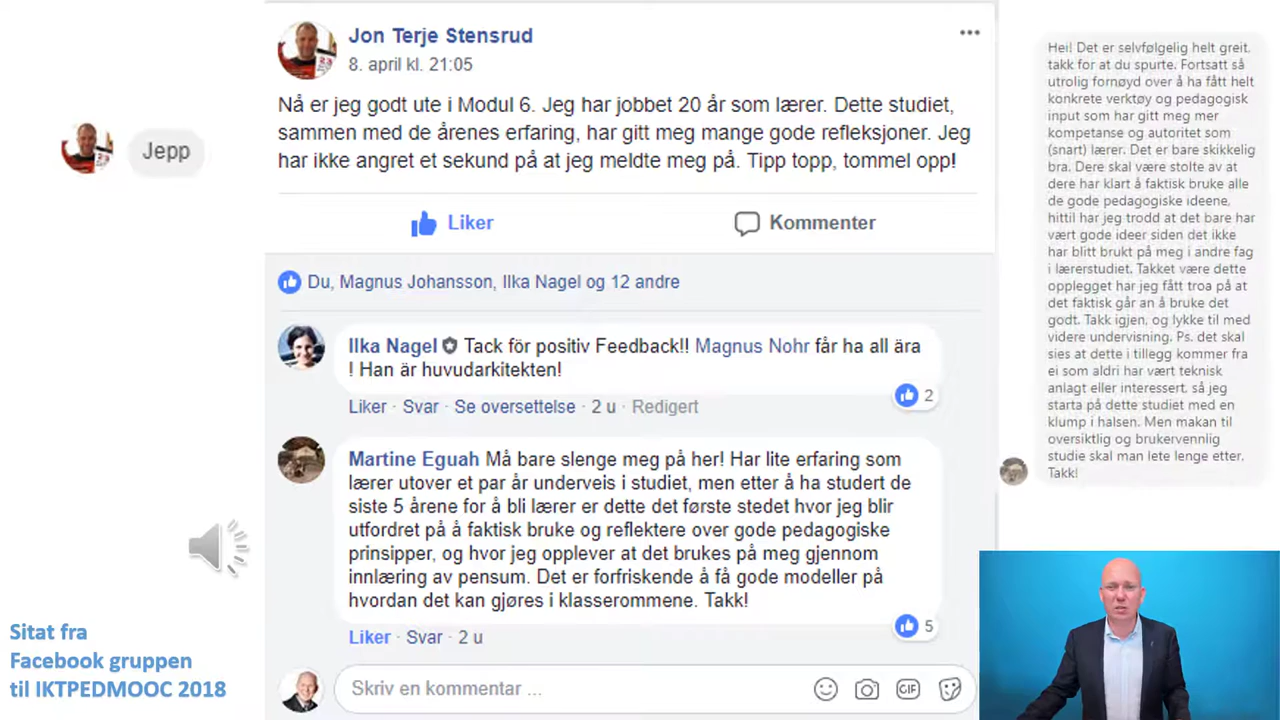 Jon Terje Stensrud
8. april kl. 21:05
Nå er jeg godt ute i Modul 6. Jeg har jobbet 20 år som lærer. Dette studiet,
sammen med de årenes erfaring, har gitt meg mange gode refleksjoner. Jeg
har ikke angret et sekund på at jeg meldte meg på. Tipp topp, tommel opp!
Jepp
Liker
Kommenter
Du, Magnus Johansson, Ilka Nagel og 12 andre
Ilka Nagel Tack för positiv Feedback!! Magnus Nohr får ha all ära
! Han är huvudarkitekten!
2
Liker · Svar · Se oversettelse · 2 u · Redigert
Martine Eguah Må bare slenge meg på her! Har lite erfaring som
lærer utover et par år underveis i studiet, men etter å ha studert de
siste 5 årene for å bli lærer er dette det første stedet hvor jeg blir
utfordret på å faktisk bruke og reflektere over gode pedagogiske
prinsipper, og hvor jeg opplever at det brukes på meg gjennom
innlæring av pensum. Det er forfriskende å få gode modeller på
hvordan det kan gjøres i klasserommene. Takk!
5
Liker · Svar · 2 u
Skriv en kommentar ...
GIF
Hei! Det er selvfølgelig helt greit,
takk for at du spurte. Fortsatt så
utrolig fornøyd over å ha fått helt
konkrete verktøy og pedagogisk
input som har gitt meg mer
kompetanse og autoritet som
(snart) lærer. Det er bare skikkelig
bra. Dere skal være stolte av at
dere har klart å faktisk bruke alle
de gode pedagogiske ideene,
hittil har jeg trodd at det bare har
vært gode ideer siden det ikke
har blitt brukt på meg i andre fag
i lærerstudiet. Takket være dette
opplegget har jeg fått troa på at
det faktisk går an å bruke det
godt. Takk igjen, og lykke til med
videre undervisning. Ps. det skal
sies at dette i tillegg kommer fra
ei som aldri har vært teknisk
anlagt eller interessert, så jeg
starta på dette studiet med en
klump i halsen. Men makan til
oversiktlig og brukervennlig
studie skal man lete lenge etter.
Takk!
Sitat fra
Facebook gruppen
til IKTPEDMOOC 2018